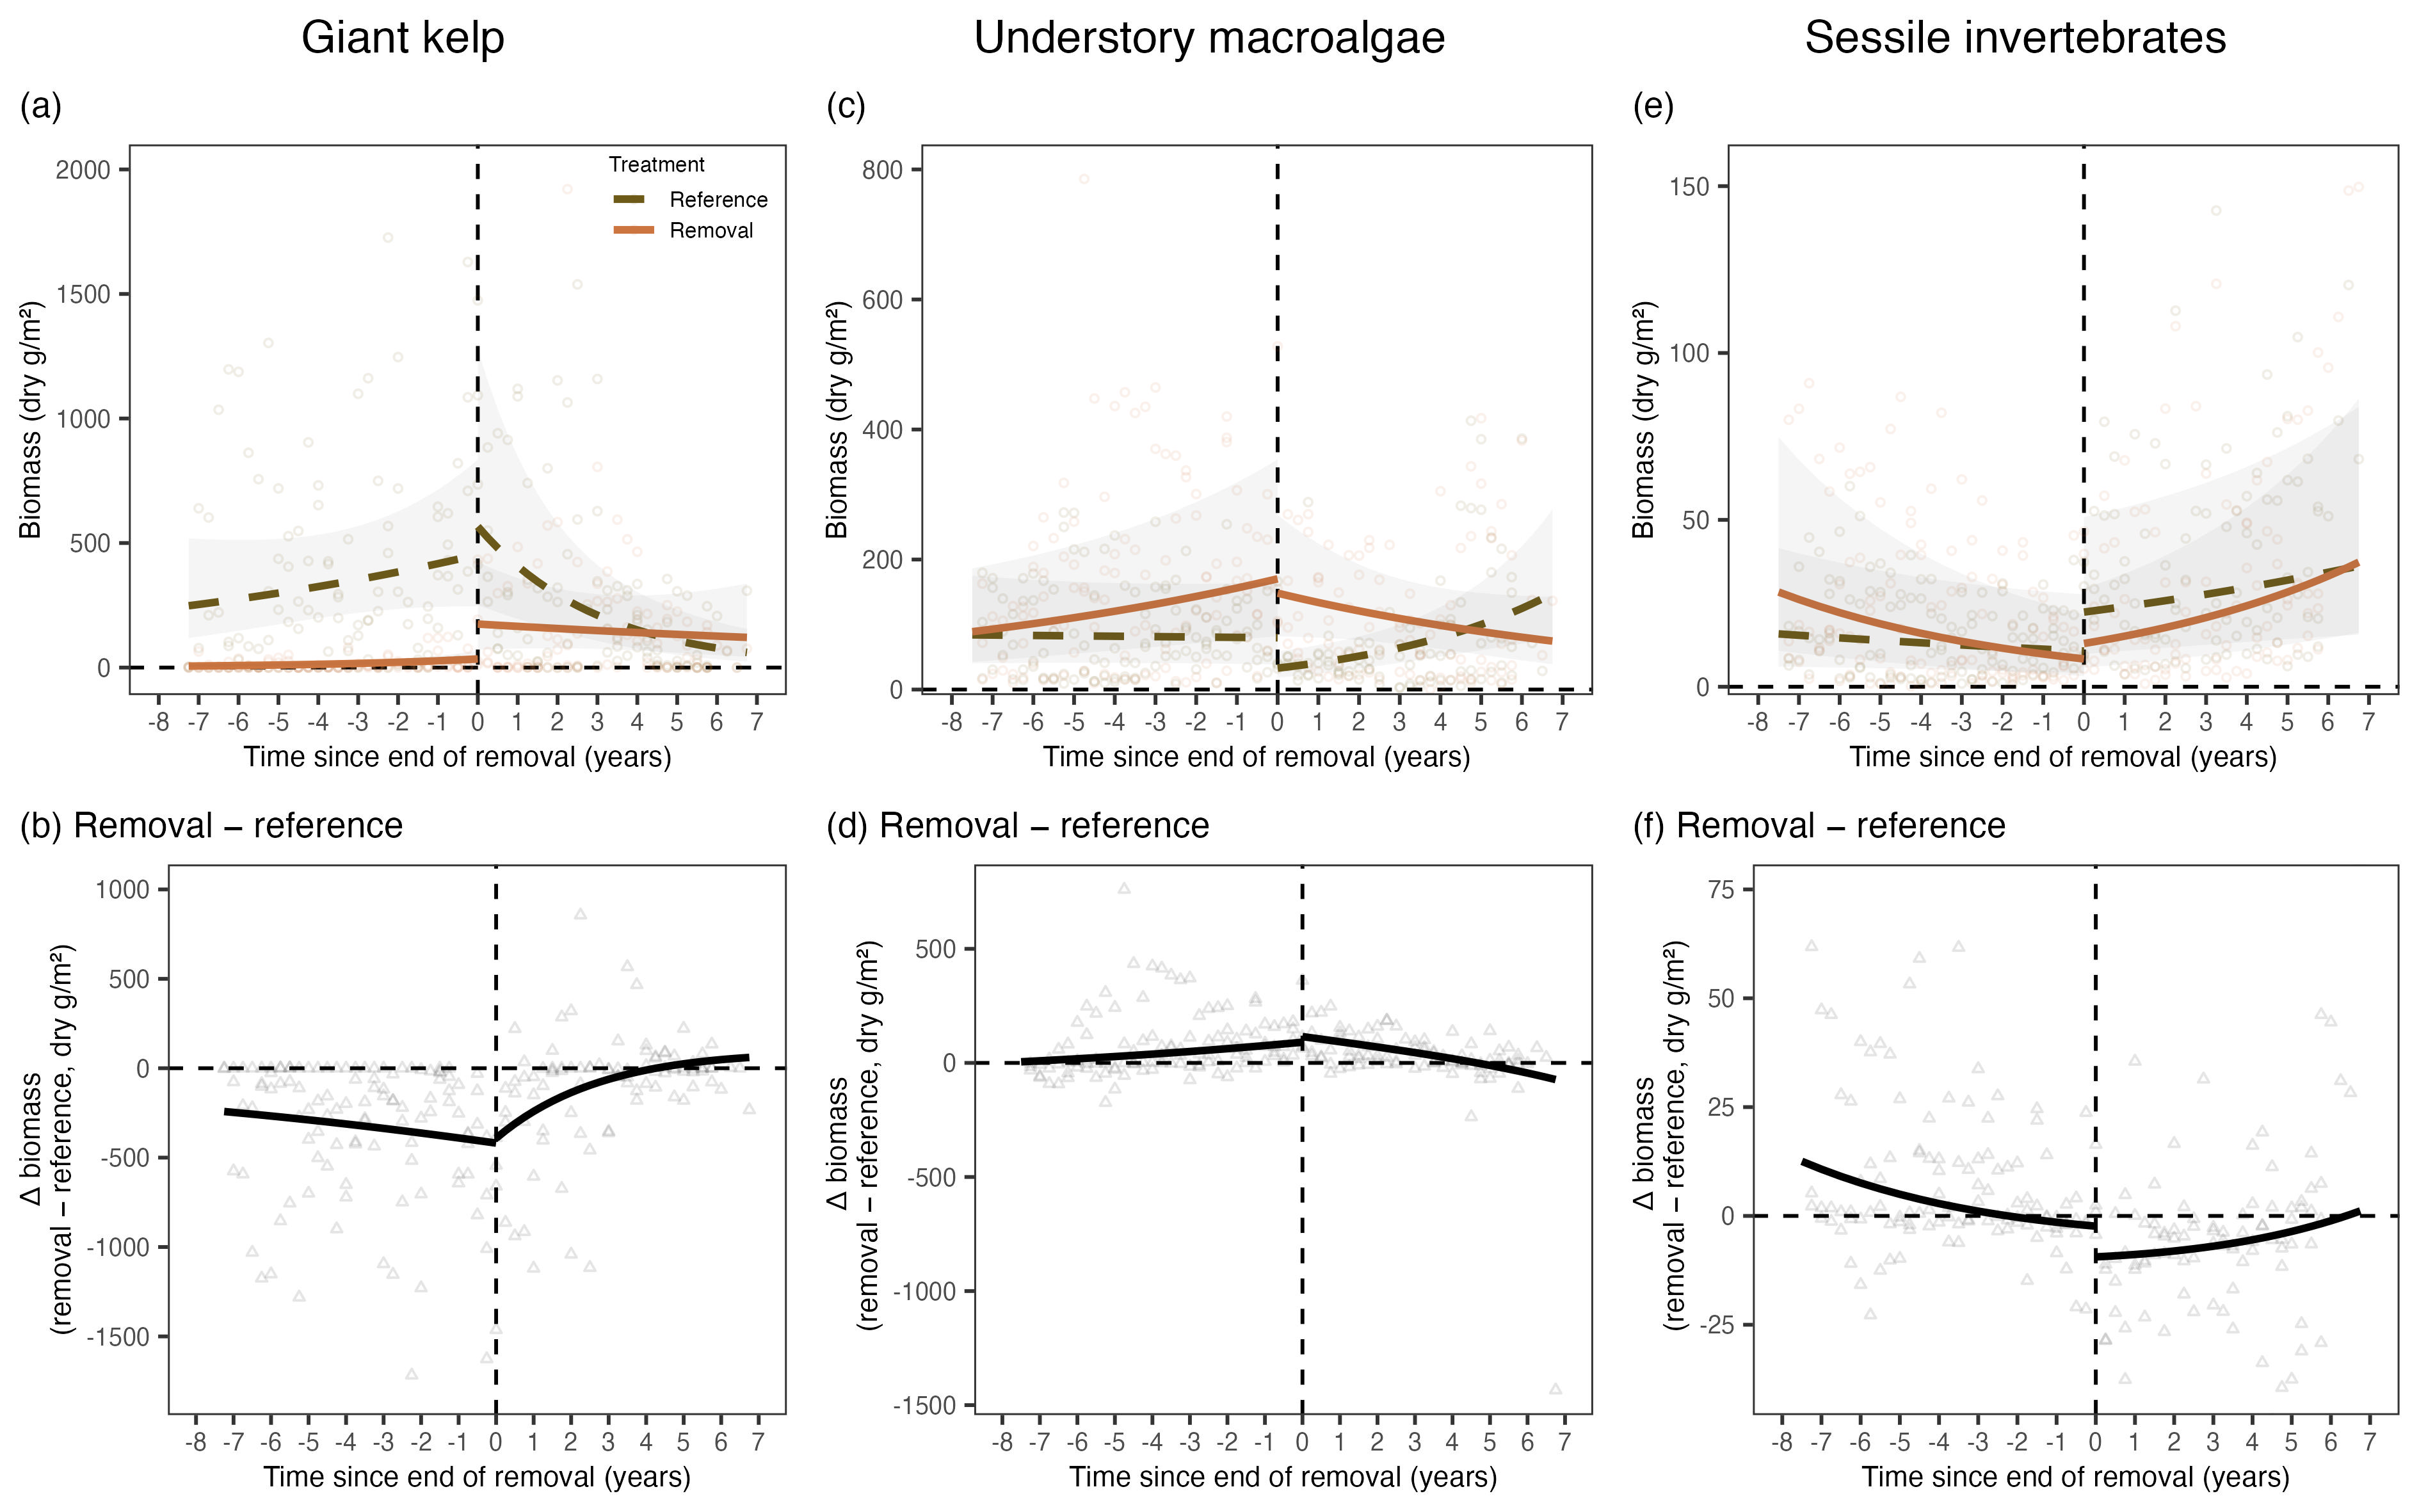 Giant kelp
Understory macroalgae
Sessile invertebrates
(a)
Biomass (dry g/m²)
2000
1500
1000
500
0
Treatment
Reference
Removal
-8 -7 -6 -5 -4 -3 -2 -1 0 1 2 3 4 5 6 7
Time since end of removal (years)
(c)
Biomass (dry g/m²)
800
600
400
200
0
-8 -7 -6 -5 -4 -3 -2 -1 0 1 2 3 4 5 6 7
Time since end of removal (years)
(e)
Biomass (dry g/m²)
150
100
50
0
-8 -7 -6 -5 -4 -3 -2 -1 0 1 2 3 4 5 6 7
Time since end of removal (years)
(b) Removal – reference
Δ biomass
(removal – reference, dry g/m²)
1000
500
0
-500
-1000
-1500
-8 -7 -6 -5 -4 -3 -2 -1 0 1 2 3 4 5 6 7
Time since end of removal (years)
(d) Removal – reference
Δ biomass
(removal – reference, dry g/m²)
500
0
-500
-1000
-1500
-8 -7 -6 -5 -4 -3 -2 -1 0 1 2 3 4 5 6 7
Time since end of removal (years)
(f) Removal – reference
Δ biomass
(removal – reference, dry g/m²)
75
50
25
0
-25
-8 -7 -6 -5 -4 -3 -2 -1 0 1 2 3 4 5 6 7
Time since end of removal (years)